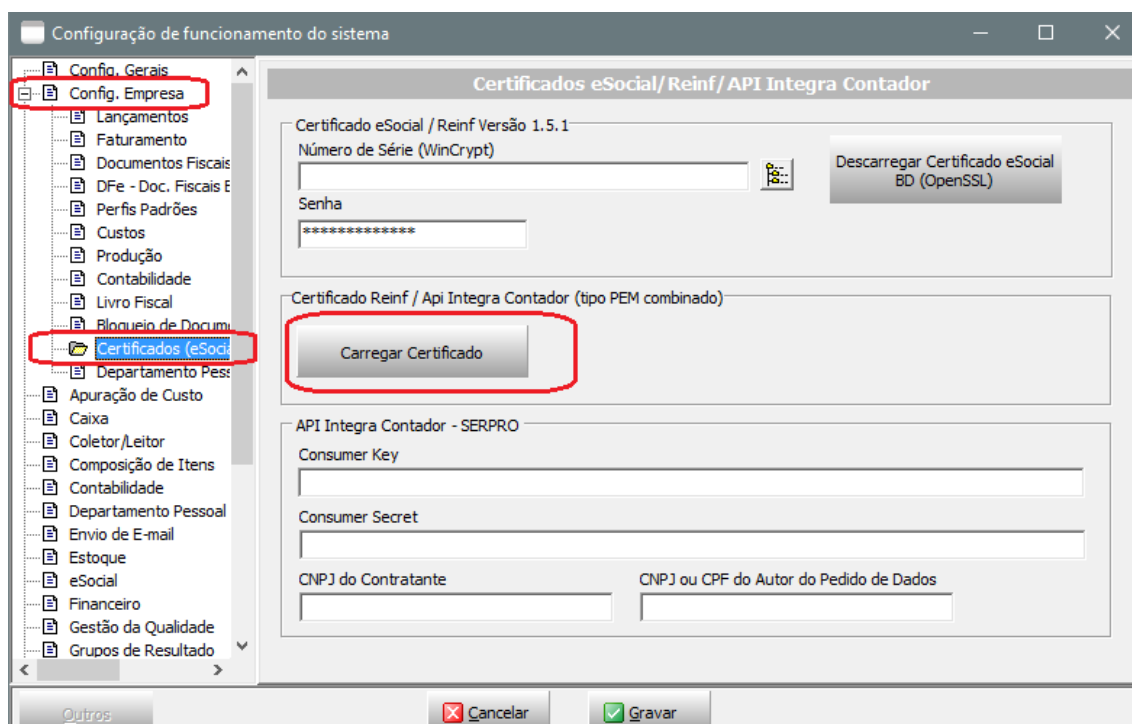 Configuração de funcionamento do sistema
Config. Gerais
Config. Empresa
Lançamentos
Faturamento
Documentos Fiscais
DFe - Doc. Fiscais E
Perfis Padrões
Custos
Produção
Contabilidade
Livro Fiscal
Bloqueio de Docum
Certificados (eSocia
Departamento Pess
Apuração de Custo
Caixa
Coletor/Leitor
Composição de Itens
Contabilidade
Departamento Pessoal
Envio de E-mail
Estoque
eSocial
Financeiro
Gestão da Qualidade
Grupos de Resultado
Certificados eSocial/Reinf/API Integra Contador
Certificado eSocial / Reinf Versão 1.5.1
Número de Série (WinCrypt)
Descarregar Certificado eSocial
BD (OpenSSL)
Senha
*************
Certificado Reinf / Api Integra Contador (tipo PEM combinado)
Carregar Certificado
API Integra Contador - SERPRO
Consumer Key
Consumer Secret
CNPJ do Contratante
CNPJ ou CPF do Autor do Pedido de Dados
Outros
Cancelar
Gravar